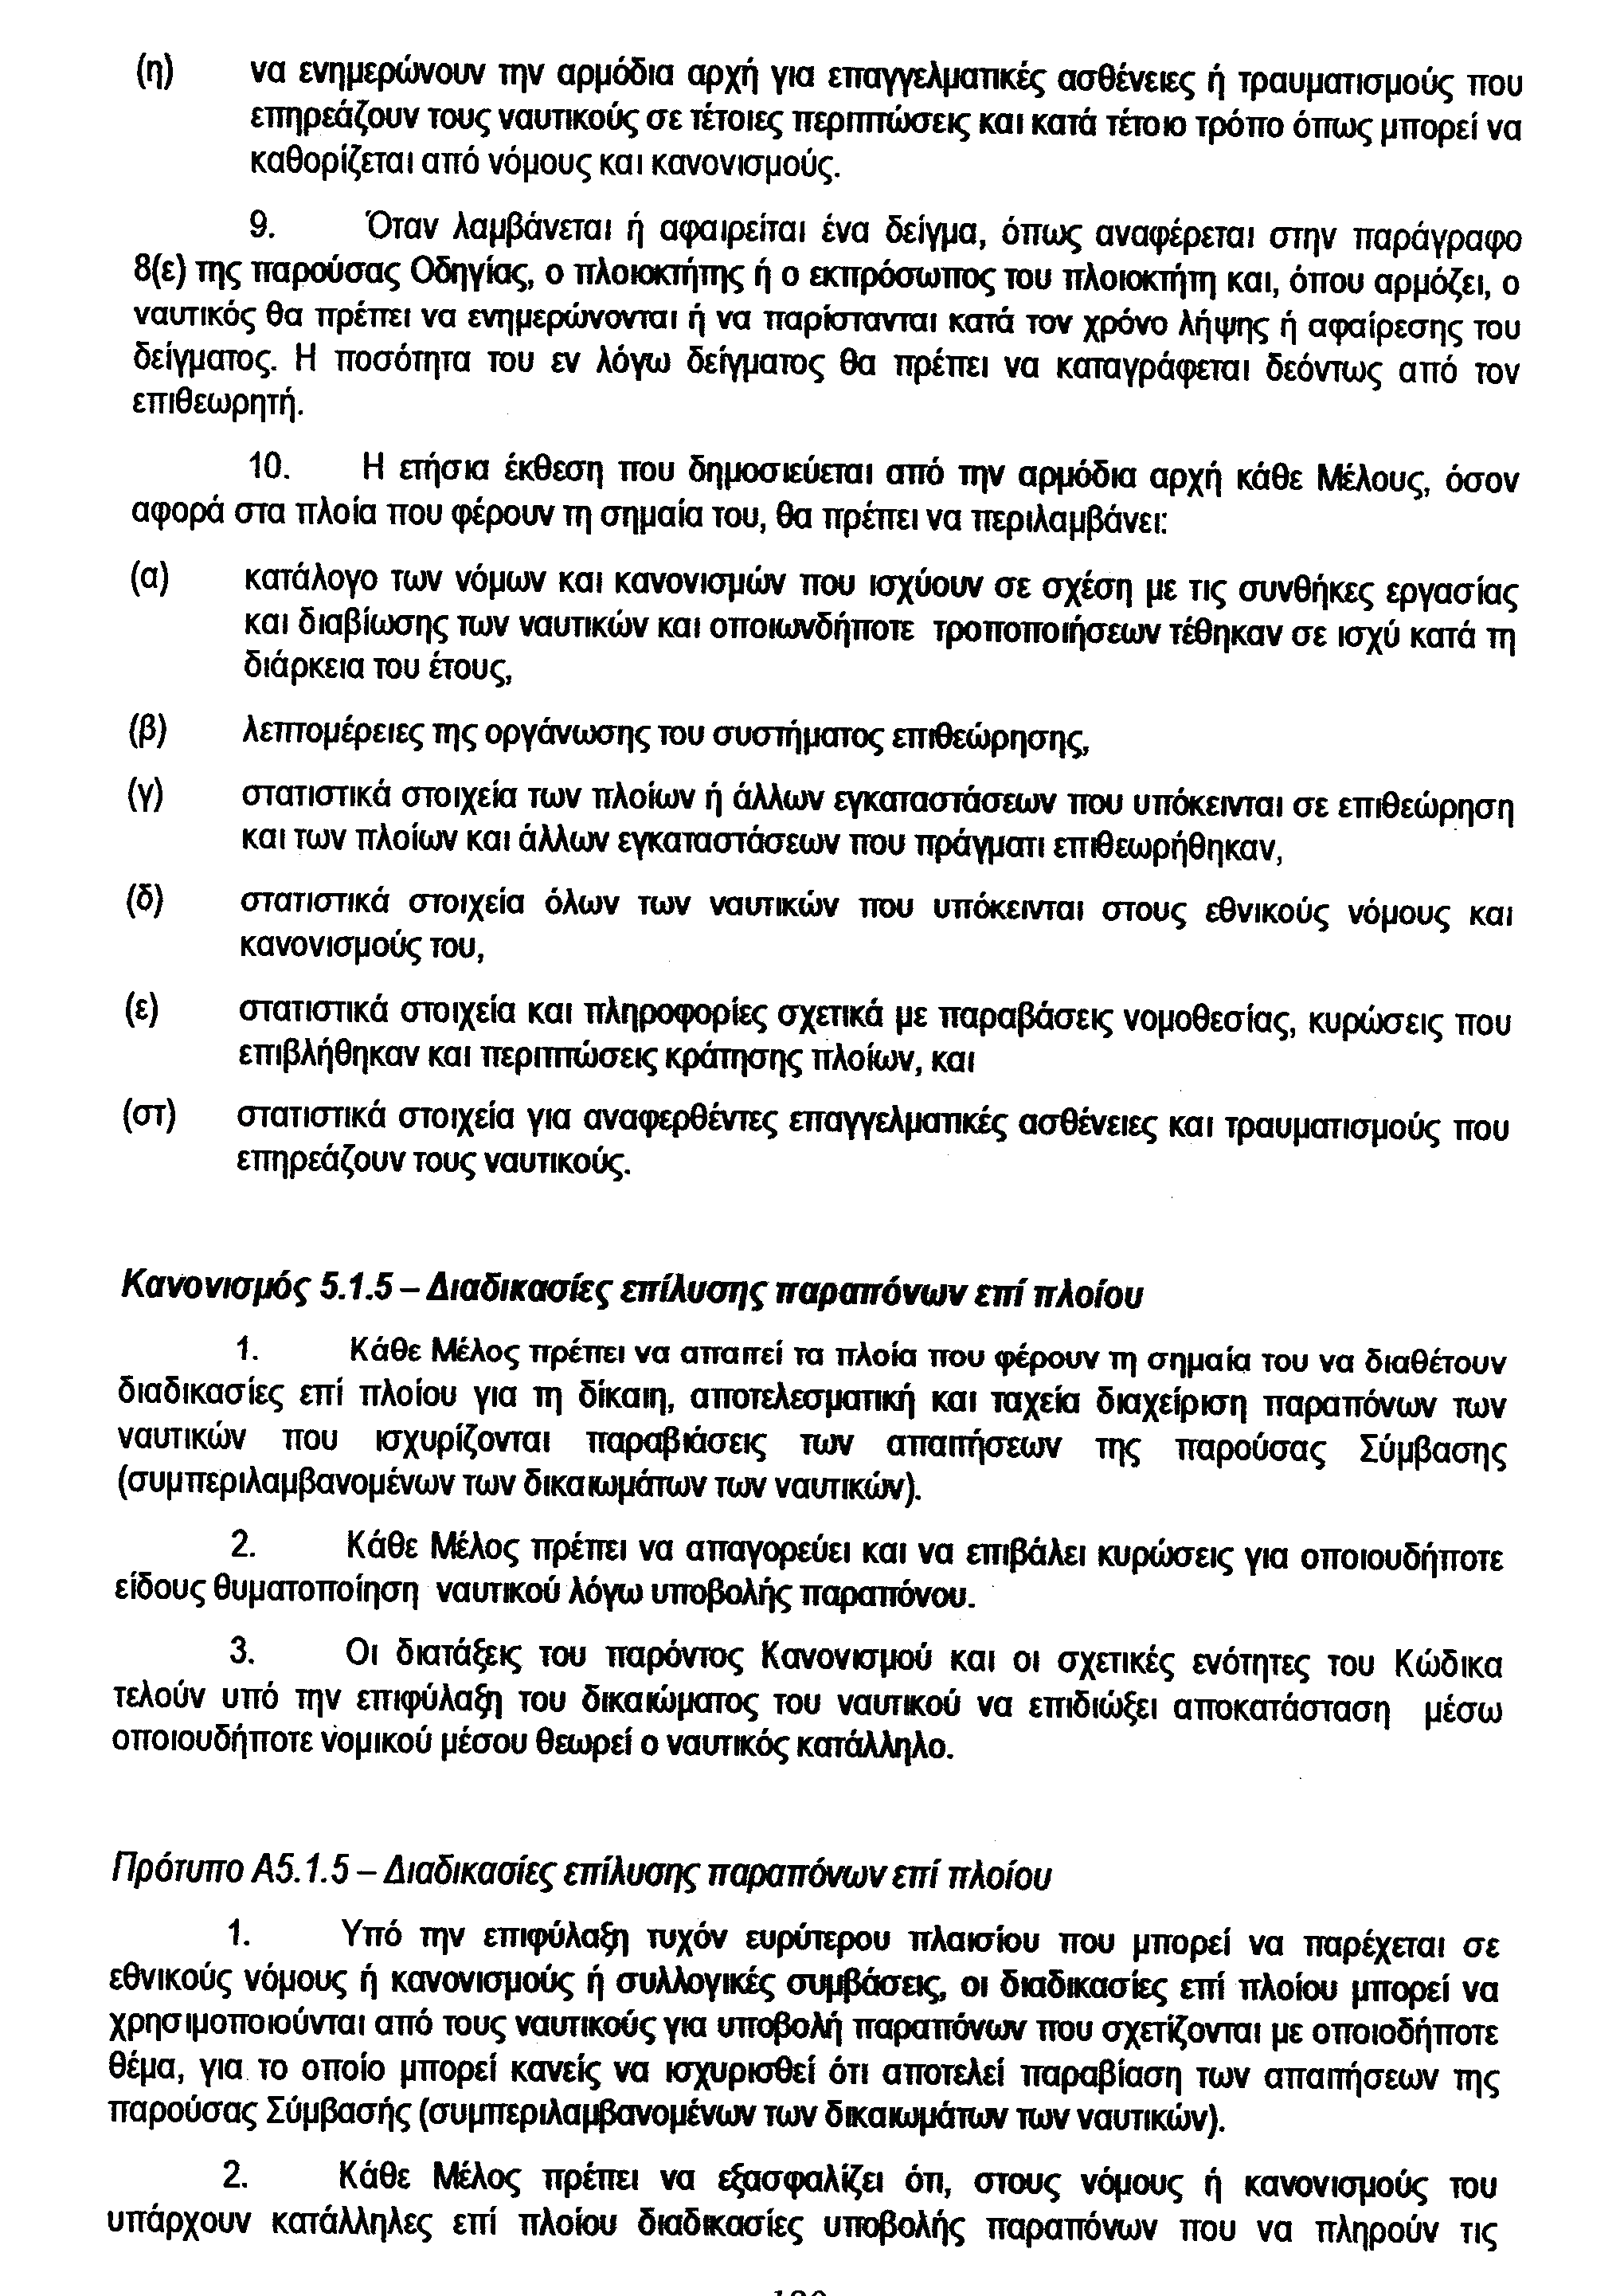 (η) να ενημερώνουν την αρμόδια αρχή για επαγγελματικές ασθένειες ή τραυματισμούς που
επηρεάζουν τους ναυτικούς σε τέτοιες περιπτώσεις και κατά τέτοιο τρόπο όπως μπορεί να
καθορίζεται από νόμους και κανονισμούς.
9. Όταν λαμβάνεται ή αφαιρείται ένα δείγμα, όπως αναφέρεται στην παράγραφο
8(ε) της παρούσας Οδηγίας, ο πλοιοκτήτης ή ο εκπρόσωπος του πλοιοκτήτη και, όπου αρμόζει, ο
ναυτικός θα πρέπει να ενημερώνονται ή να παρίστανται κατά τον χρόνο λήψης ή αφαίρεσης του
δείγματος. Η ποσότητα του εν λόγω δείγματος θα πρέπει να καταγράφεται δεόντως από τον
επιθεωρητή.
10. Η ετήσια έκθεση που δημοσιεύεται από την αρμόδια αρχή κάθε Μέλους, όσον
αφορά στα πλοία που φέρουν τη σημαία του, θα πρέπει να περιλαμβάνει:
(α) κατάλογο των νόμων και κανονισμών που ισχύουν σε σχέση με τις συνθήκες εργασίας
και διαβίωσης των ναυτικών και οποιωνδήποτε τροποποιήσεων τέθηκαν σε ισχύ κατά τη
διάρκεια του έτους,
(β) λεπτομέρειες της οργάνωσης του συστήματος επιθεώρησης,
(γ) στατιστικά στοιχεία των πλοίων ή άλλων εγκαταστάσεων που υπόκεινται σε επιθεώρηση
και των πλοίων και άλλων εγκαταστάσεων που πράγματι επιθεωρήθηκαν,
(δ) στατιστικά στοιχεία όλων των ναυτικών που υπόκεινται στους εθνικούς νόμους και
κανονισμούς του,
(ε) στατιστικά στοιχεία και πληροφορίες σχετικά με παραβάσεις νομοθεσίας, κυρώσεις που
επιβλήθηκαν και περιπτώσεις κράτησης πλοίων, και
(στ) στατιστικά στοιχεία για αναφερθέντες επαγγελματικές ασθένειες και τραυματισμούς που
επηρεάζουν τους ναυτικούς.
Κανονισμός 5.1.5 – Διαδικασίες επίλυσης παραπόνων επί πλοίου
1. Κάθε Μέλος πρέπει να απαιτεί τα πλοία που φέρουν τη σημαία του να διαθέτουν
διαδικασίες επί πλοίου για τη δίκαιη, αποτελεσματική και ταχεία διαχείριση παραπόνων των
ναυτικών που ισχυρίζονται παραβιάσεις των απαιτήσεων της παρούσας Σύμβασης
(συμπεριλαμβανομένων των δικαιωμάτων των ναυτικών).
2. Κάθε Μέλος πρέπει να απαγορεύει και να επιβάλει κυρώσεις για οποιουδήποτε
είδους θυματοποίηση ναυτικού λόγω υποβολής παραπόνου.
3. Οι διατάξεις του παρόντος Κανονισμού και οι σχετικές ενότητες του Κώδικα
τελούν υπό την επιφύλαξη του δικαιώματος του ναυτικού να επιδιώξει αποκατάσταση μέσω
οποιουδήποτε νομικού μέσου θεωρεί ο ναυτικός κατάλληλο.
Πρότυπο Α5.1.5 – Διαδικασίες επίλυσης παραπόνων επί πλοίου
1. Υπό την επιφύλαξη τυχόν ευρύτερου πλαισίου που μπορεί να παρέχεται σε
εθνικούς νόμους ή κανονισμούς ή συλλογικές συμβάσεις, οι διαδικασίες επί πλοίου μπορεί να
χρησιμοποιούνται από τους ναυτικούς για υποβολή παραπόνων που σχετίζονται με οποιοδήποτε
θέμα, για το οποίο μπορεί κανείς να ισχυρισθεί ότι αποτελεί παραβίαση των απαιτήσεων της
παρούσας Σύμβασής (συμπεριλαμβανομένων των δικαιωμάτων των ναυτικών).
2. Κάθε Μέλος πρέπει να εξασφαλίζει ότι, στους νόμους ή κανονισμούς του
υπάρχουν κατάλληλες επί πλοίου διαδικασίες υποβολής παραπόνων που να πληρούν τις